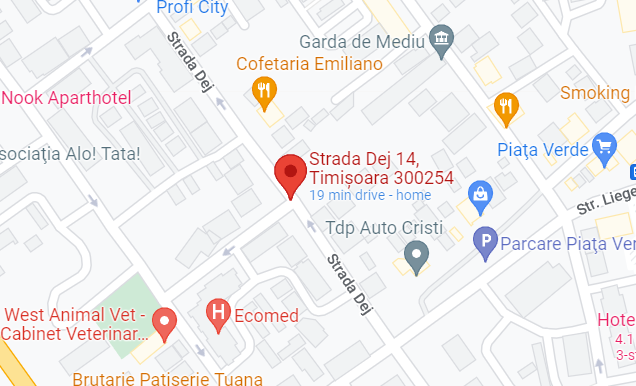 Profi City
Strada Dej
Garda de Mediu
Cofetaria Emiliano
Nook Aparthotel
Smoking
sociația Alo! Tata!
Strada Dej 14,
Timișoara 300254
19 min drive - home
Piața Verde
Str. Liege
Tdp Auto Cristi
P
Parcare Piața Ver
Strada Dej
West Animal Vet -
Cabinet Veterinar...
H
Ecomed
Hote
4.1
3-s
Brutarie Patiserie Tuana